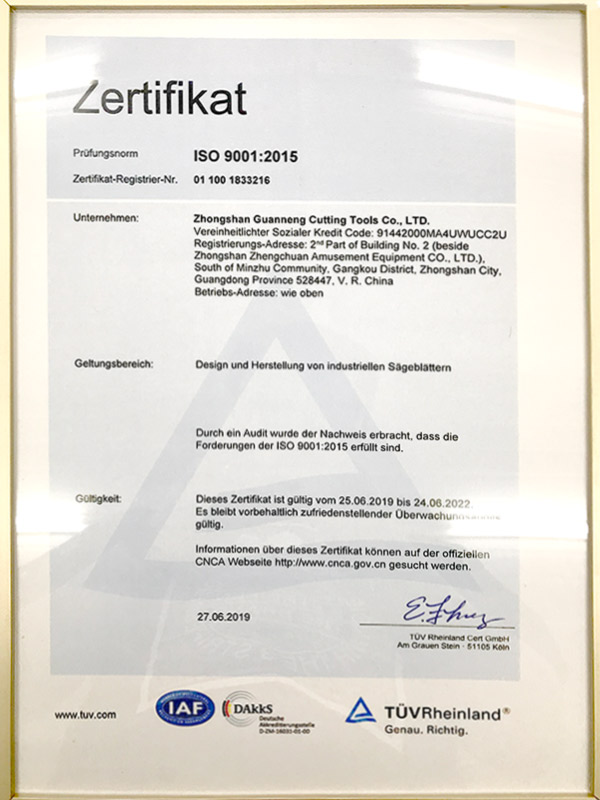 Zertifikat
Prüfungsnorm ISO 9001:2015
Zertifikat-Registrier-Nr. 01 100 1833216
Unternehmen: Zhongshan Guanneng Cutting Tools Co., LTD.
Vereinheitlichter Sozialer Kredit Code: 91442000MA4UWUCC2U
Registrierungs-Adresse: 2nd Part of Building No. 2 (beside
Zhongshan Zhengchuan Amusement Equipment CO., LTD.),
South of Minzhu Community, Gangkou District, Zhongshan City,
Guangdong Province 528447, V. R. China
Betriebs-Adresse: wie oben
Geltungsbereich: Design und Herstellung von industriellen Sägeblättern
Durch ein Audit wurde der Nachweis erbracht, dass die
Forderungen der ISO 9001:2015 erfüllt sind.
Gültigkeit: Dieses Zertifikat ist gültig vom 25.06.2019 bis 24.06.2022.
Es bleibt vorbehaltlich zufriedenstellender
gültig.
Informationen über dieses Zertifikat können auf der offiziellen
CNCA Webseite http://www.cnca.gov.cn gesucht werden.
27.06.2019
TÜV Rheinland Cert GmbH
Am Grauen Stein · 51105 Köln
www.tuv.com
IAF
DAkkS
Deutsche
Akkreditierungsstelle
D-ZM-16031-01-00
TÜVRheinland®
Genau. Richtig.